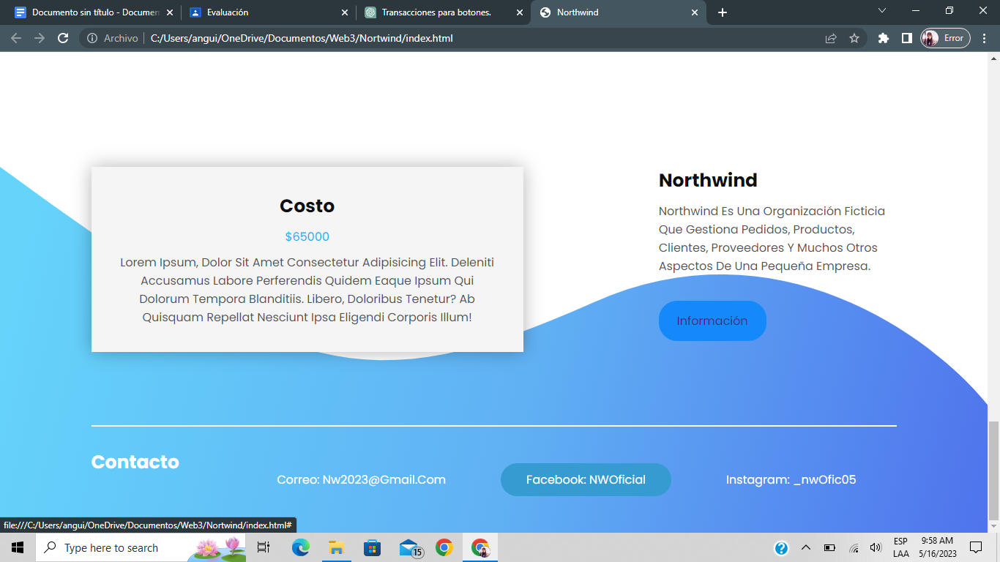 Documento sin título - Documen
Evaluación
Transacciones para botones.
Northwind
Archivo
C:/Users/angui/OneDrive/Documentos/Web3/Nortwind/index.html
Error
Costo
$65000
Lorem Ipsum, Dolor Sit Amet Consectetur Adipisicing Elit. Deleniti
Accusamus Labore Perferendis Quidem Eaque Ipsum Qui
Dolorum Tempora Blanditiis. Libero, Doloribus Tenetur? Ab
Quisquam Repellat Nesciunt Ipsa Eligendi Corporis Illum!
Northwind
Northwind Es Una Organización Ficticia
Que Gestiona Pedidos, Productos,
Clientes, Proveedores Y Muchos Otros
Aspectos De Una Pequeña Empresa.
Información
Contacto
Correo: Nw2023@Gmail.Com
Facebook: NWOficial
Instagram: _nwOfic05
file:///C:/Users/angui/OneDrive/Documentos/Web3/Nortwind/index.html#
Type here to search
15
ESP
LAA
9:58 AM
5/16/2023